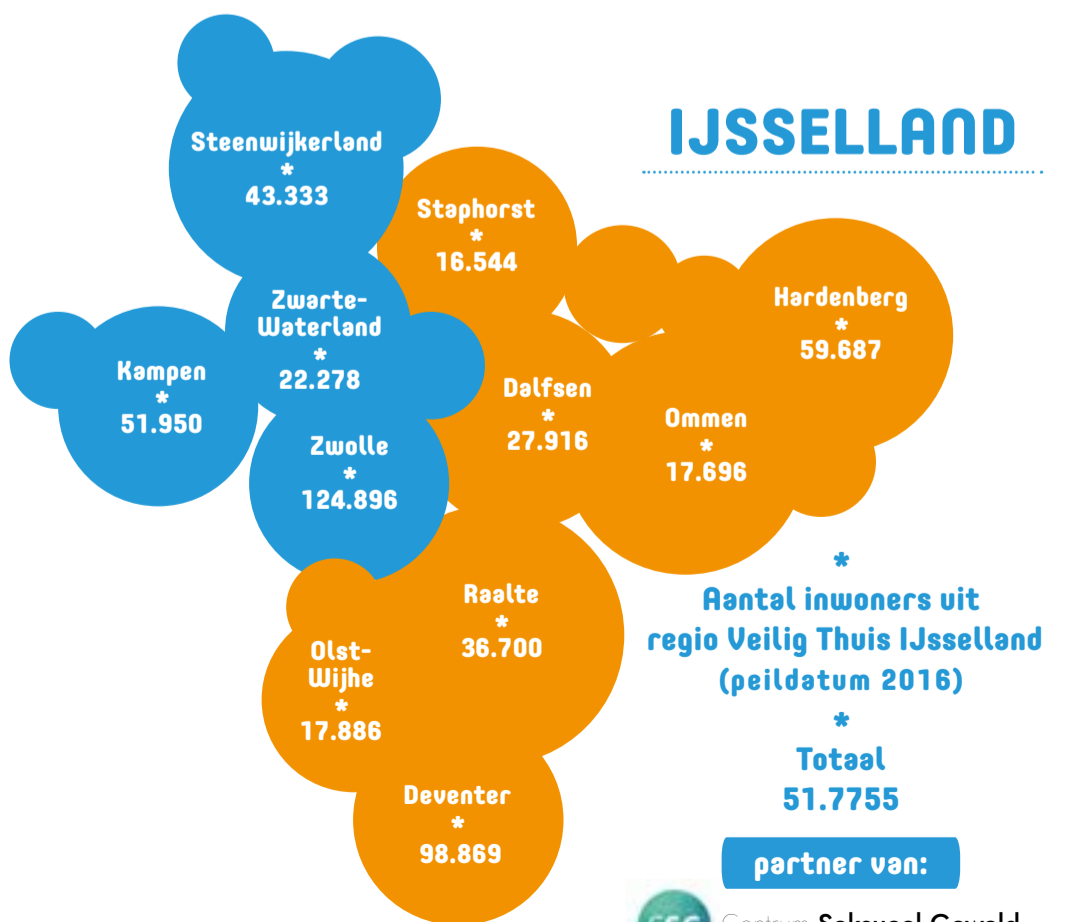 IJSSELLAND
Steenwijkerland
*
43.333
Staphorst
*
16.544
Hardenberg
*
59.687
Zwarte-
Waterland
*
22.278
Kampen
*
51.950
Dalfsen
*
27.916
Ommen
*
17.696
Zwolle
*
124.896
Raalte
*
36.700
Olst-
Wijhe
*
17.886
Deventer
*
98.869
*
Aantal inwoners uit
regio Veilig Thuis IJsselland
(peildatum 2016)
*
Totaal
51.7755
partner van:
Centrum Seksueel Geweld